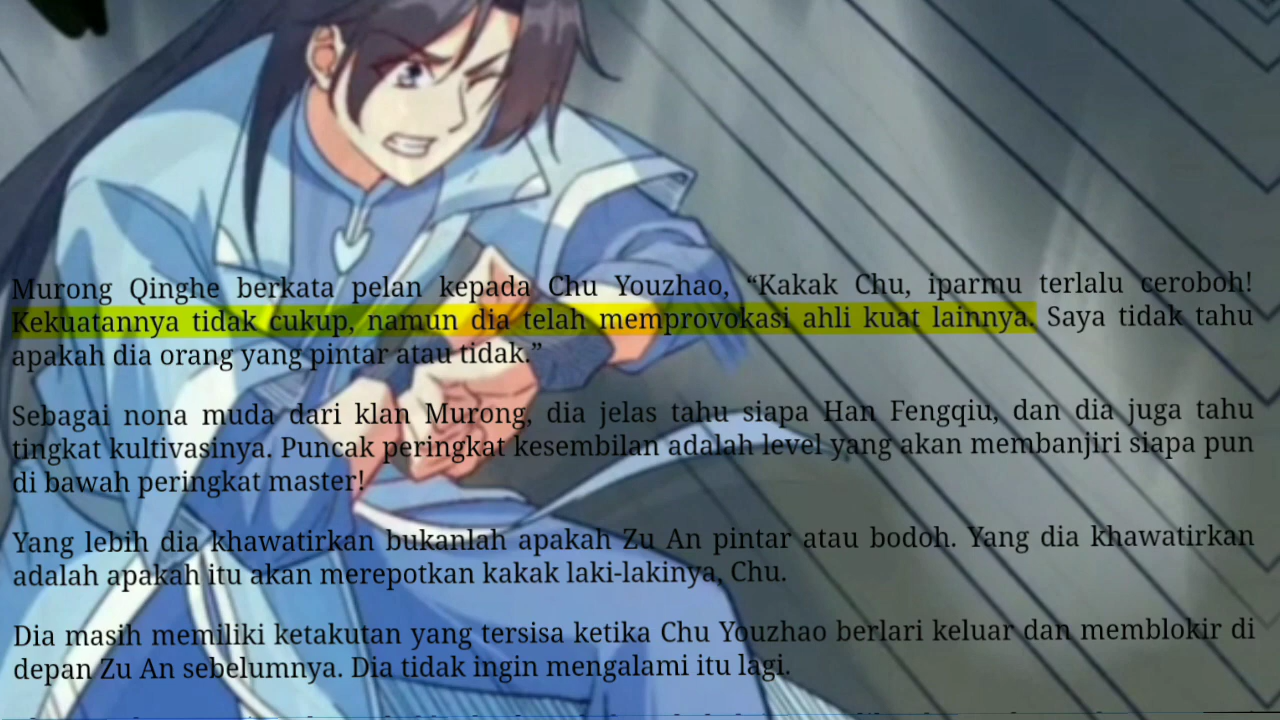 Murong Qinghe berkata pelan kepada Chu Youzhao, “Kakak Chu, iparmu terlalu ceroboh!
Kekuatannya tidak cukup, namun dia telah memprovokasi ahli kuat lainnya. Saya tidak tahu
apakah dia orang yang pintar atau tidak.”
Sebagai nona muda dari klan Murong, dia jelas tahu siapa Han Fengqiu, dan dia juga tahu
tingkat kultivasinya. Puncak peringkat kesembilan adalah level yang akan membanjiri siapa pun
di bawah peringkat master!
Yang lebih dia khawatirkan bukanlah apakah Zu An pintar atau bodoh. Yang dia khawatirkan
adalah apakah itu akan merepotkan kakak laki-lakinya, Chu.
Dia masih memiliki ketakutan yang tersisa ketika Chu Youzhao berlari keluar dan memblokir di
depan Zu An sebelumnya. Dia tidak ingin mengalami itu lagi.